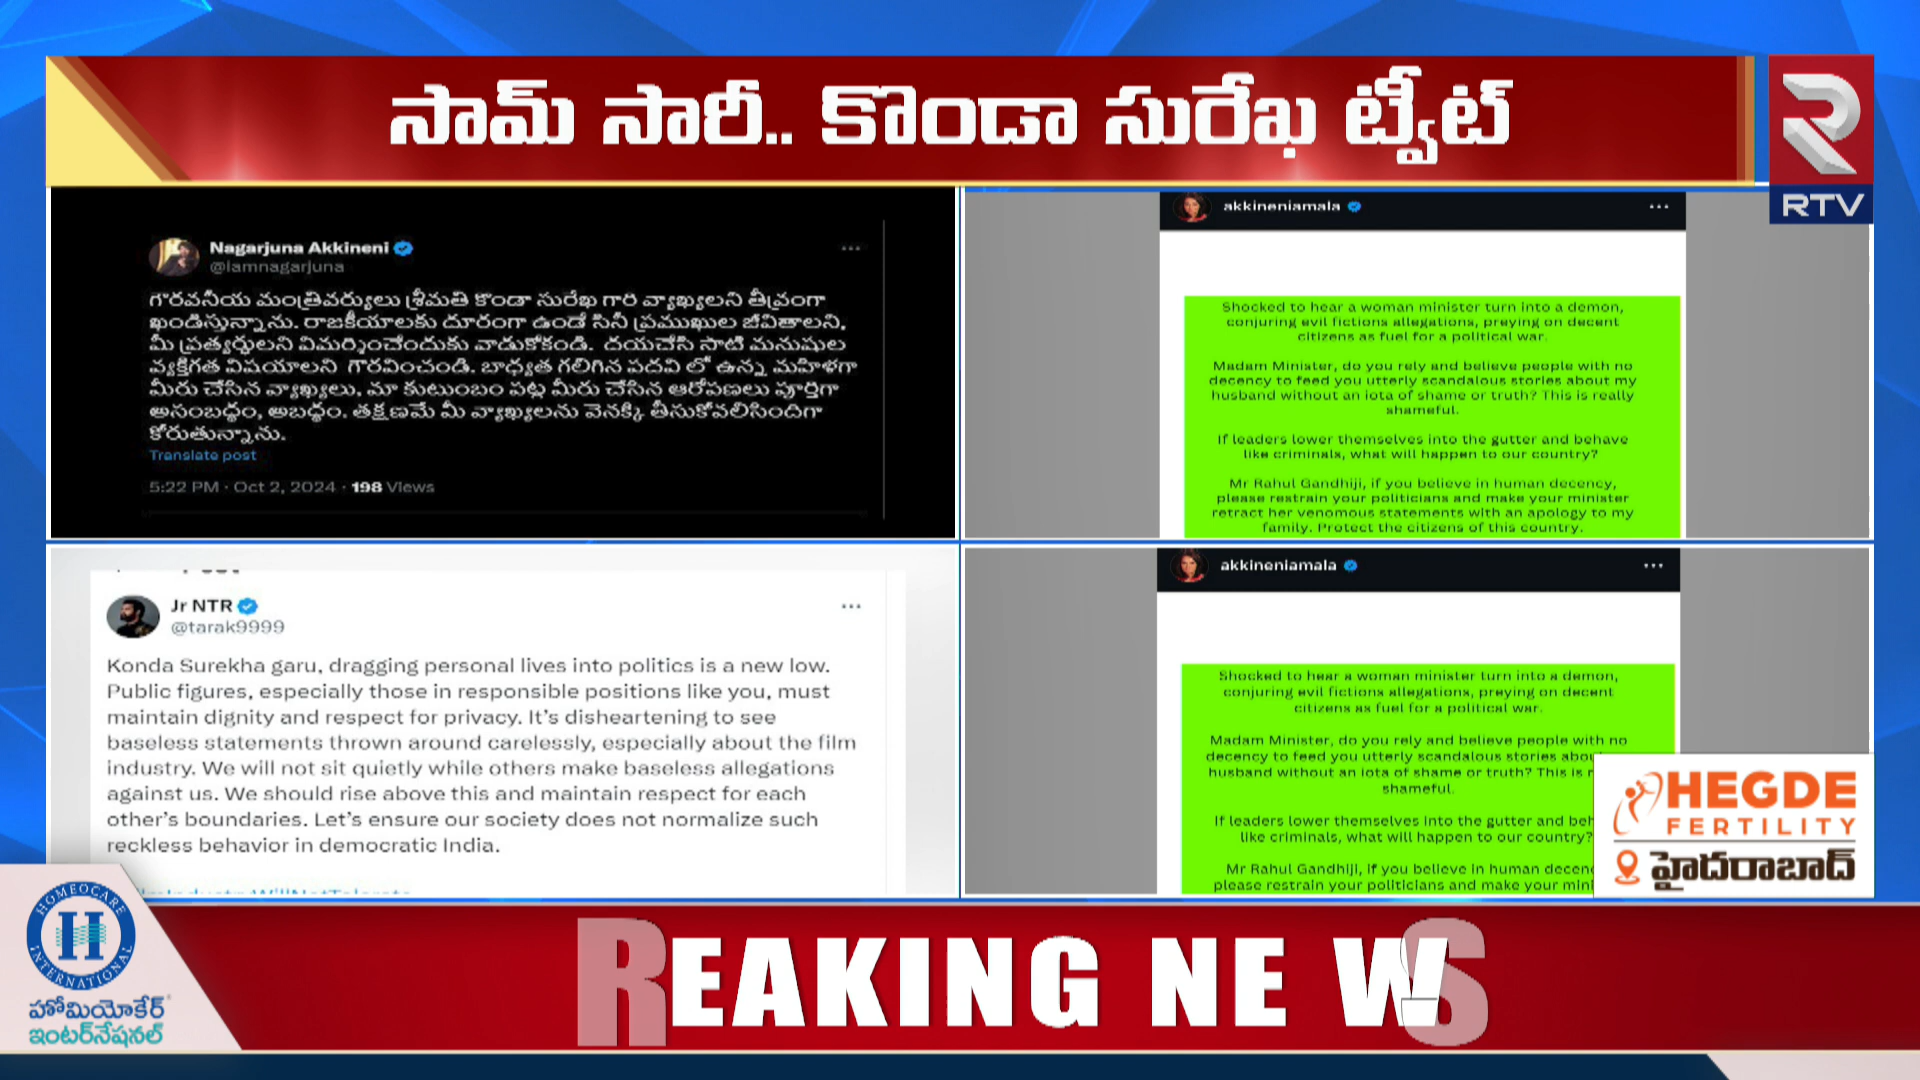 సామ్ సారీ.. కొండా సురేఖ ట్వీట్
RTV
Nagarjuna Akkineni
@iamnagarjuna
గౌరవనీయ మంత్రివర్యులు శ్రీమతి కొండా సురేఖ గారి వ్యాఖ్యలని తీవ్రంగా
ఖండిస్తున్నాను. రాజకీయాలకు దూరంగా ఉండే సినీ ప్రముఖుల జీవితాలని,
మీ ప్రత్యర్థులని విమర్శించేందుకు వాడుకోకండి. దయచేసి సాటి మనుషుల
వ్యక్తిగత విషయాలని గౌరవించండి. బాధ్యత గలిగిన పదవి లో ఉన్న మహిళగా
మీరు చేసిన వ్యాఖ్యలు, మా కుటుంబం పట్ల మీరు చేసిన ఆరోపణలు పూర్తిగా
అసంబద్ధం, అబద్ధం. తక్షణమే మీ వ్యాఖ్యలను వెనక్కి తీసుకోవలిసిందిగా
కోరుతున్నాను.
Translate post
5:22 PM · Oct 2, 2024 · 198 Views
akkineniamala
Shocked to hear a woman minister turn into a demon,
conjuring evil fictions allegations, preying on decent
citizens as fuel for a political war.
Madam Minister, do you rely and believe people with no
decency to feed you utterly scandalous stories about my
husband without an iota of shame or truth? This is really
shameful.
If leaders lower themselves into the gutter and behave
like criminals, what will happen to our country?
Mr Rahul Gandhiji, if you believe in human decency,
please restrain your politicians and make your minister
retract her venomous statements with an apology to my
family. Protect the citizens of this country.
Jr NTR
@tarak9999
Konda Surekha garu, dragging personal lives into politics is a new low.
Public figures, especially those in responsible positions like you, must
maintain dignity and respect for privacy. It's disheartening to see
baseless statements thrown around carelessly, especially about the film
industry. We will not sit quietly while others make baseless allegations
against us. We should rise above this and maintain respect for each
other's boundaries. Let's ensure our society does not normalize such
reckless behavior in democratic India.
akkineniamala
Shocked to hear a woman minister turn into a demon,
conjuring evil fictions allegations, preying on decent
citizens as fuel for a political war.
Madam Minister, do you rely and believe people with no
decency to feed you utterly scandalous stories
husband without an iota of shame or truth? This is
shameful.
If leaders lower themselves into the gutter and
like criminals, what will happen to our country?
Mr Rahul Gandhiji, if you believe in human
please restrain your politicians and make your
HEGDE
FERTILITY
హైదరాబాద్
HOMEOCARE
H
INTERNATIONAL
హోమియోకేర్
ఇంటర్నేషనల్
REAKING NEWS